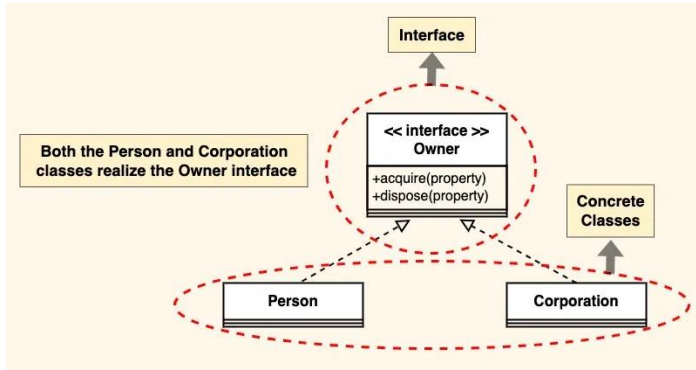 Interface
<< interface >>
Owner
+acquire(property)
+dispose(property)
Both the Person and Corporation
classes realize the Owner interface
Concrete
Classes
Person
Corporation